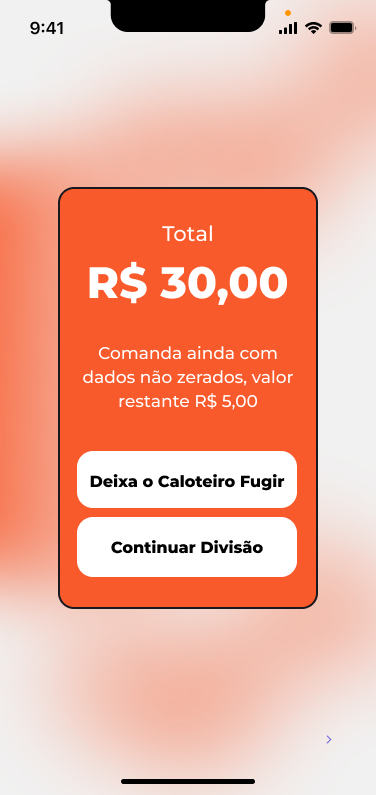 9:41
Total
R$ 30,00
Comanda ainda com
dados não zerados, valor
restante R$ 5,00
Deixa o Caloteiro Fugir
Continuar Divisão